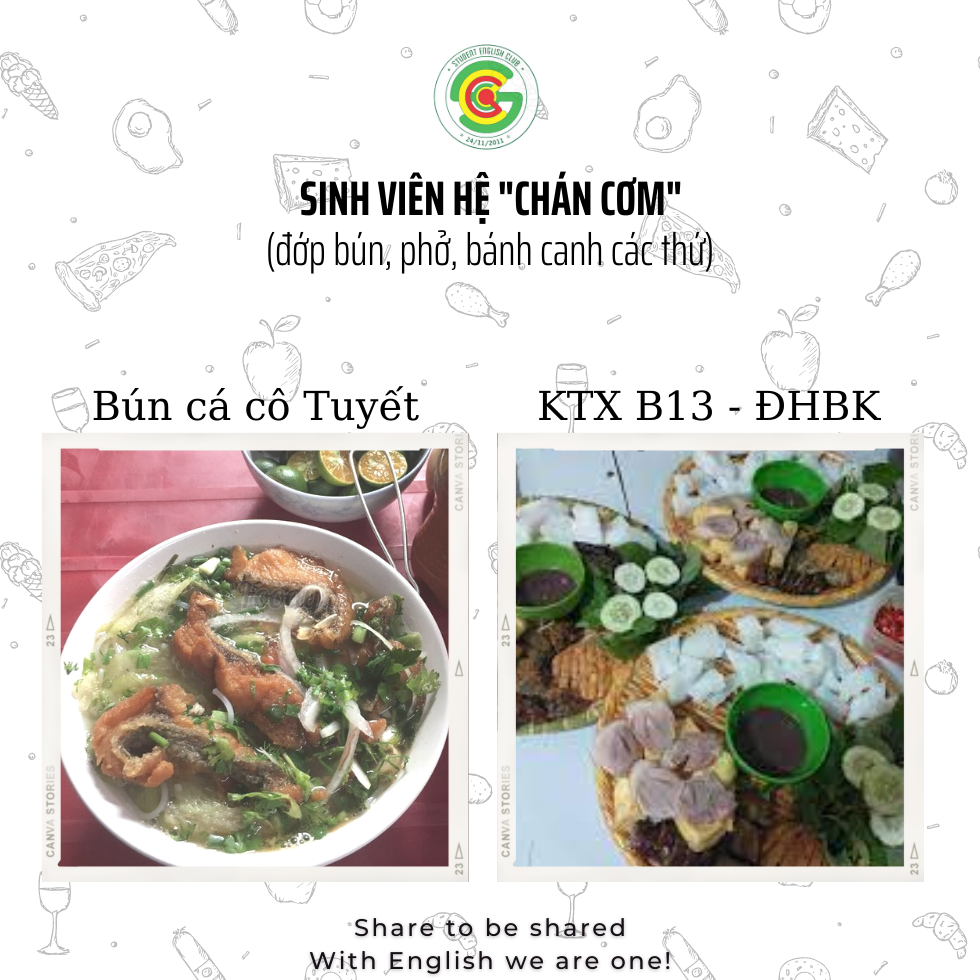 STUDENT ENGLISH CLUB
24/11/2011
SINH VIÊN HỆ "CHÁN CƠM"
(đớp bún, phở, bánh canh các thứ)
Bún cá cô Tuyết
KTX B13 - ĐHBK
CANVA STORI
CANVA STORI
23
23
CANVA STORIES
CANVA STORIES
23
23
Share to be shared
With English we are one!